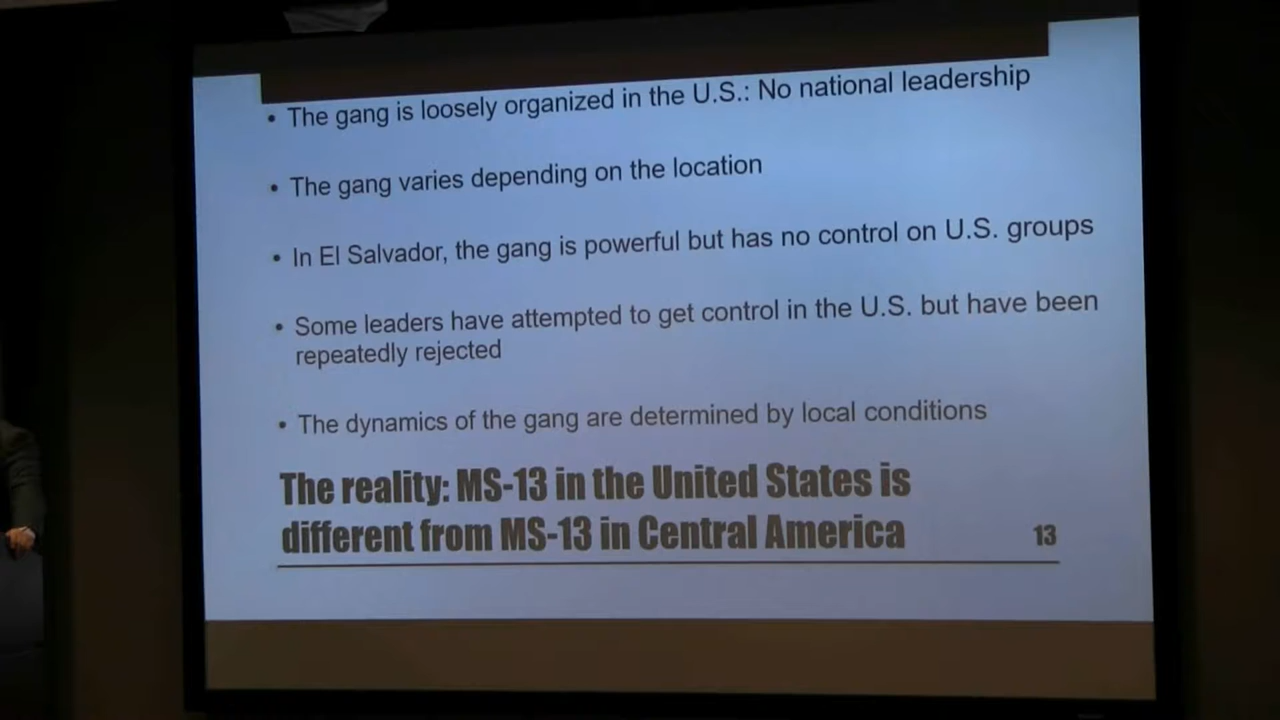 • The gang is loosely organized in the U.S.: No national leadership
• The gang varies depending on the location
• In El Salvador, the gang is powerful but has no control on U.S. groups
• Some leaders have attempted to get control in the U.S. but have been
repeatedly rejected
• The dynamics of the gang are determined by local conditions
The reality: MS-13 in the United States is
different from MS-13 in Central America
13